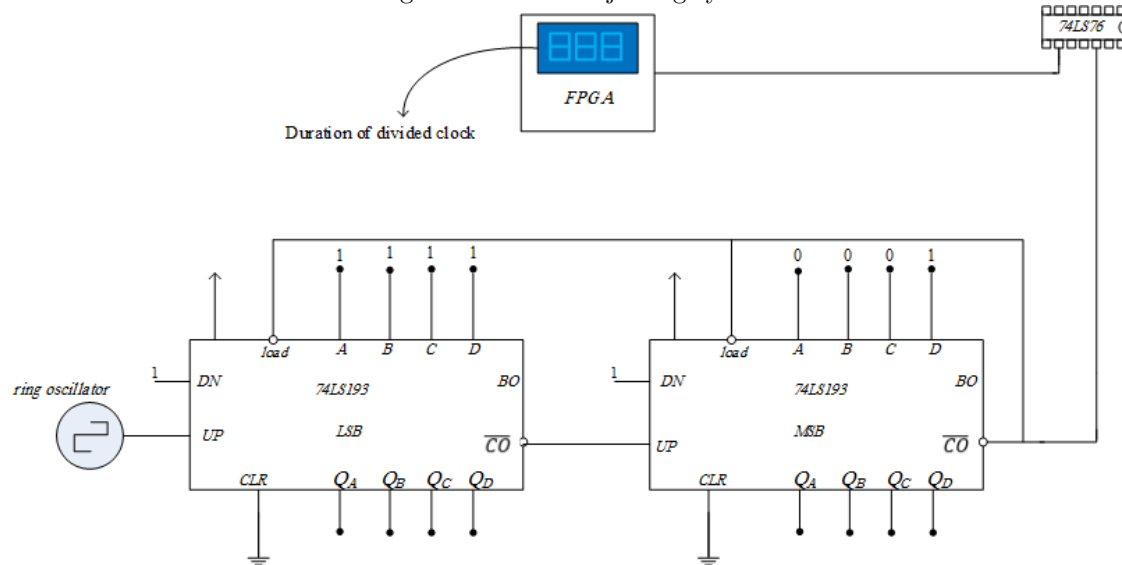 74LS76
FPGA
Duration of divided clock
1 1 1 1
0 0 0 1
load A B C D
load A B C D
1 DN 74LS193 BO
1 DN 74LS193 BO
ring oscillator
UP LSB CO
UP MSB CO
CLR QA QB QC QD
CLR QA QB QC QD